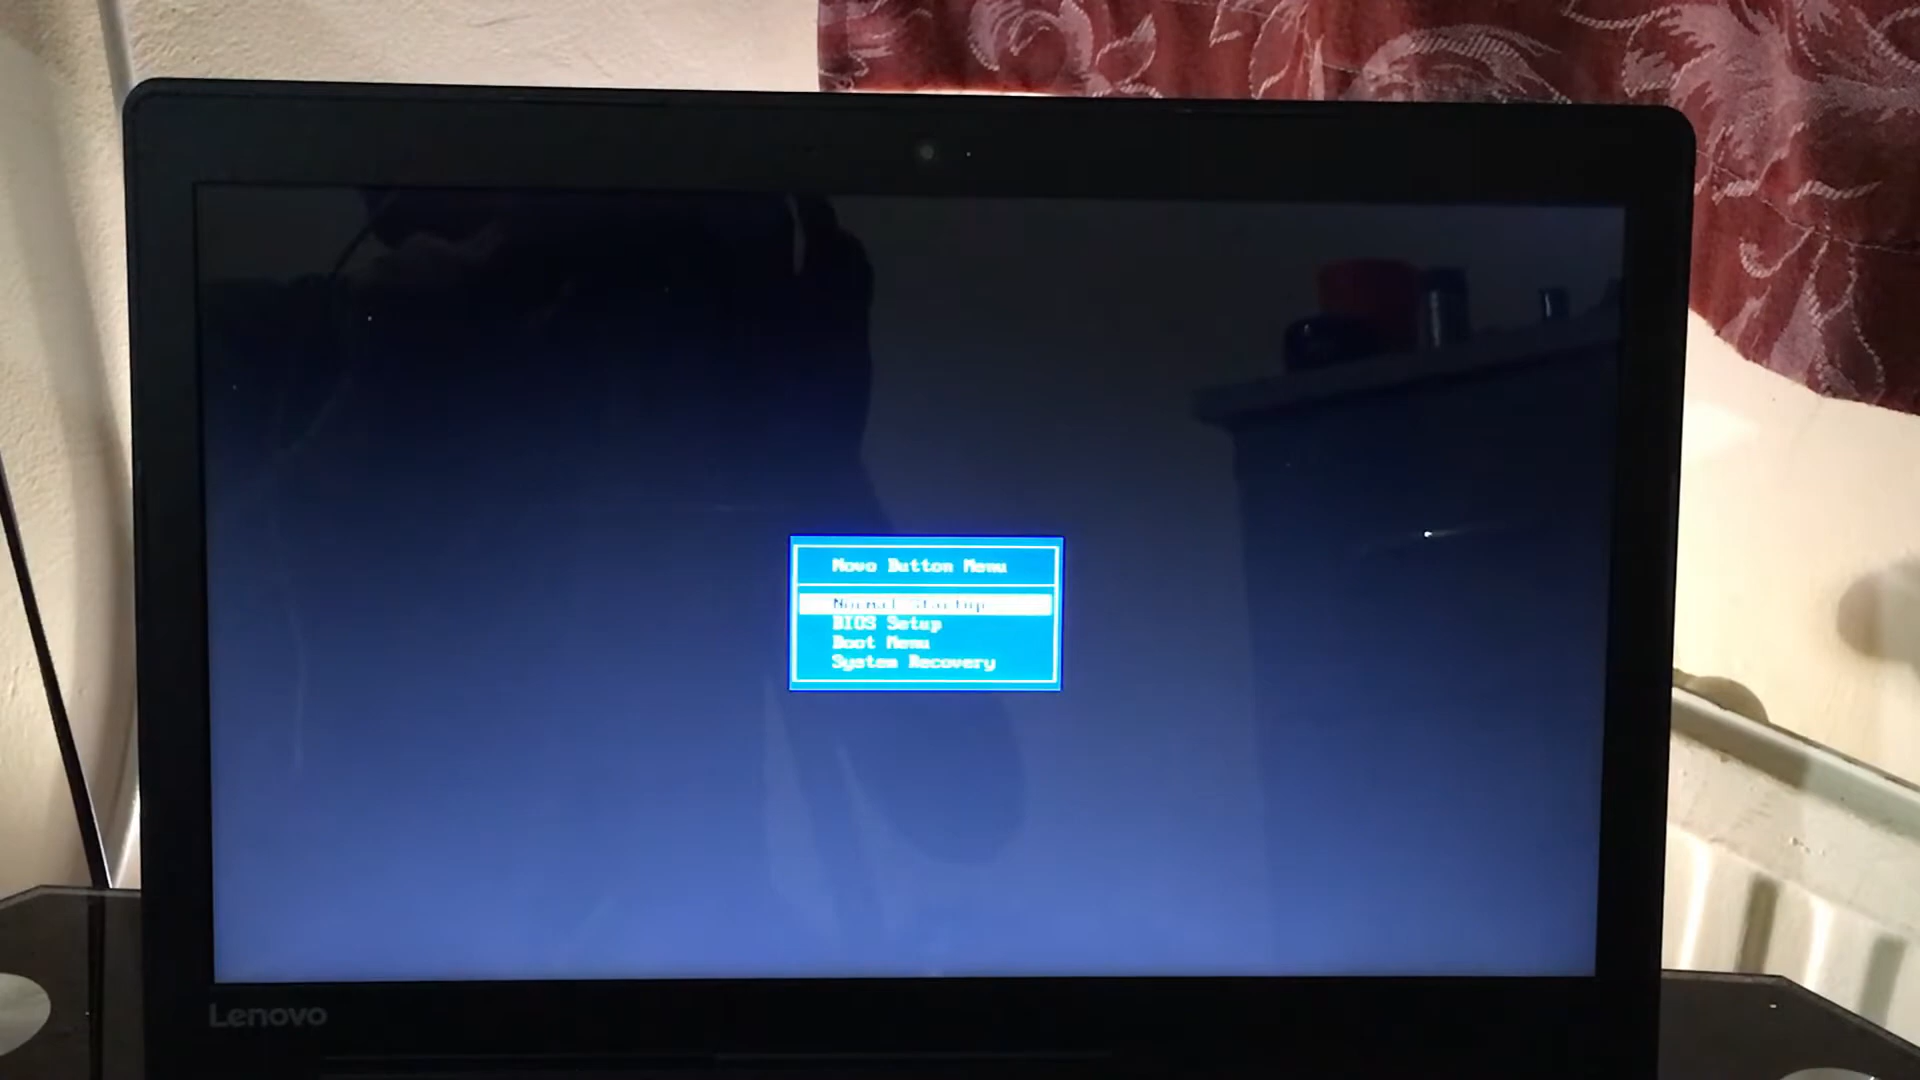 Novo Button Menu
Normal Startup
BIOS Setup
Boot Menu
System Recovery
Lenovo